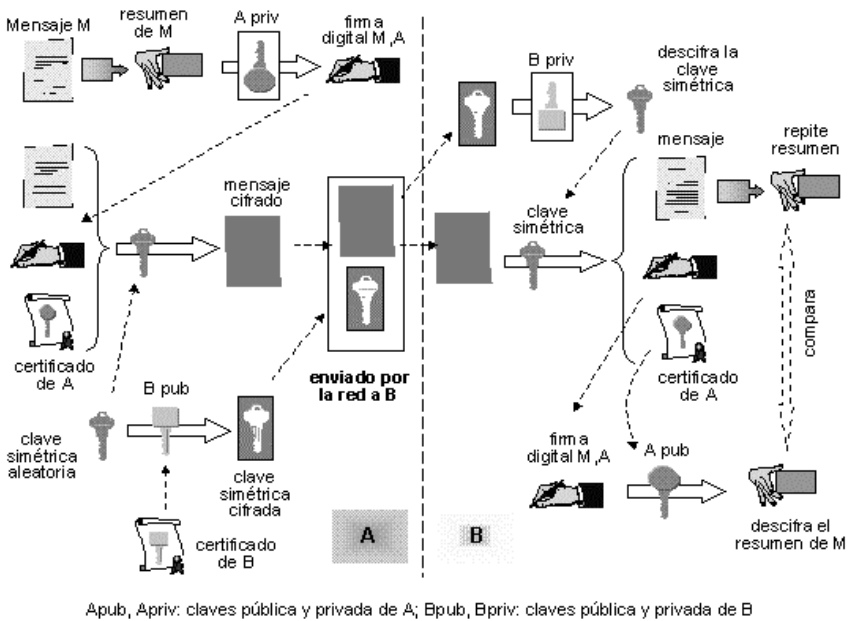 Mensaje M
resumen
de M
A priv
firma
digital M,A
mensaje
cifrado
certificado
de A
clave
simétrica
aleatoria
B pub
clave
simétrica
cifrada
certificado
de B
enviado por
la red a B
A
B priv
descifra la
clave
simétrica
clave
simétrica
mensaje
repite
resumen
certificado
de A
compara
firma
digital M,A
A pub
descifra el
resumen de M
B
Apub, Apriv: claves pública y privada de A; Bpub, Bpriv: claves pública y privada de B